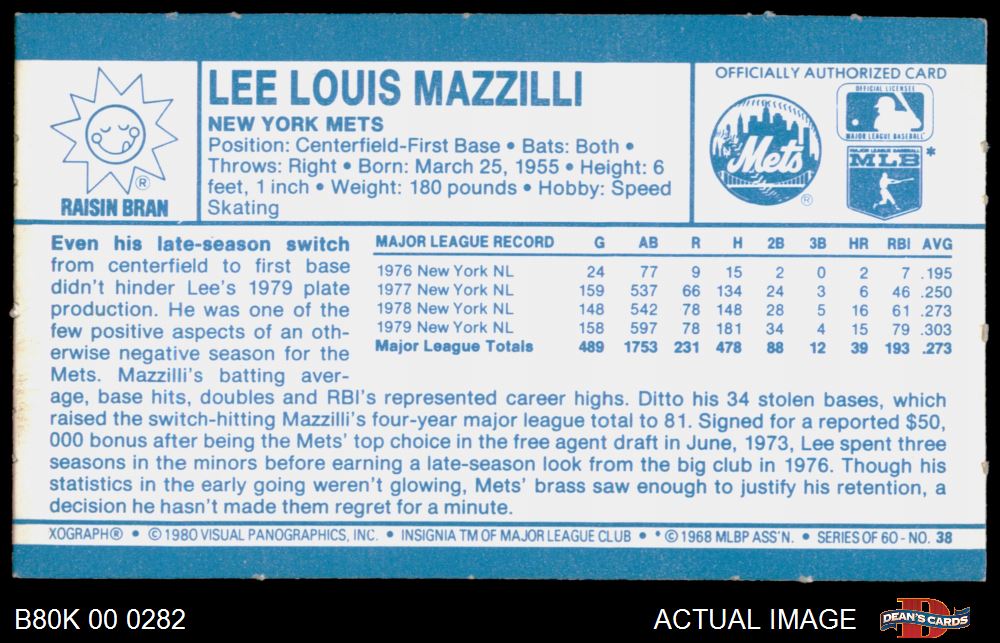 LEE LOUIS MAZZILLI
NEW YORK METS
Position: Centerfield-First Base • Bats: Both •
Throws: Right • Born: March 25, 1955 • Height: 6
feet, 1 inch • Weight: 180 pounds • Hobby: Speed
Skating
®
RAISIN BRAN
OFFICIALLY AUTHORIZED CARD
Mets
®
OFFICIAL LICENSEE
MAJOR LEAGUE BASEBALL
MAJOR LEAGUE BASEBALL
MLB *
Even his late-season switch
from centerfield to first base
didn't hinder Lee's 1979 plate
production. He was one of the
few positive aspects of an oth-
erwise negative season for the
Mets. Mazzilli's batting aver-
age, base hits, doubles and RBI's represented career highs. Ditto his 34 stolen bases, which
raised the switch-hitting Mazzilli's four-year major league total to 81. Signed for a reported $50,
000 bonus after being the Mets' top choice in the free agent draft in June, 1973, Lee spent three
seasons in the minors before earning a late-season look from the big club in 1976. Though his
statistics in the early going weren't glowing, Mets' brass saw enough to justify his retention, a
decision he hasn't made them regret for a minute.
MAJOR LEAGUE RECORD G AB R H 2B 3B HR RBI AVG
1976 New York NL 24 77 9 15 2 0 2 7 .195
1977 New York NL 159 537 66 134 24 3 6 46 .250
1978 New York NL 148 542 78 148 28 5 16 61 .273
1979 New York NL 158 597 78 181 34 4 15 79 .303
Major League Totals 489 1753 231 478 88 12 39 193 .273
XOGRAPH® • © 1980 VISUAL PANOGRAPHICS, INC. • INSIGNIA TM OF MAJOR LEAGUE CLUB • * © 1968 MLBP ASS'N. • SERIES OF 60 - NO. 38
B80K 00 0282
ACTUAL IMAGE
DEAN'S CARDS